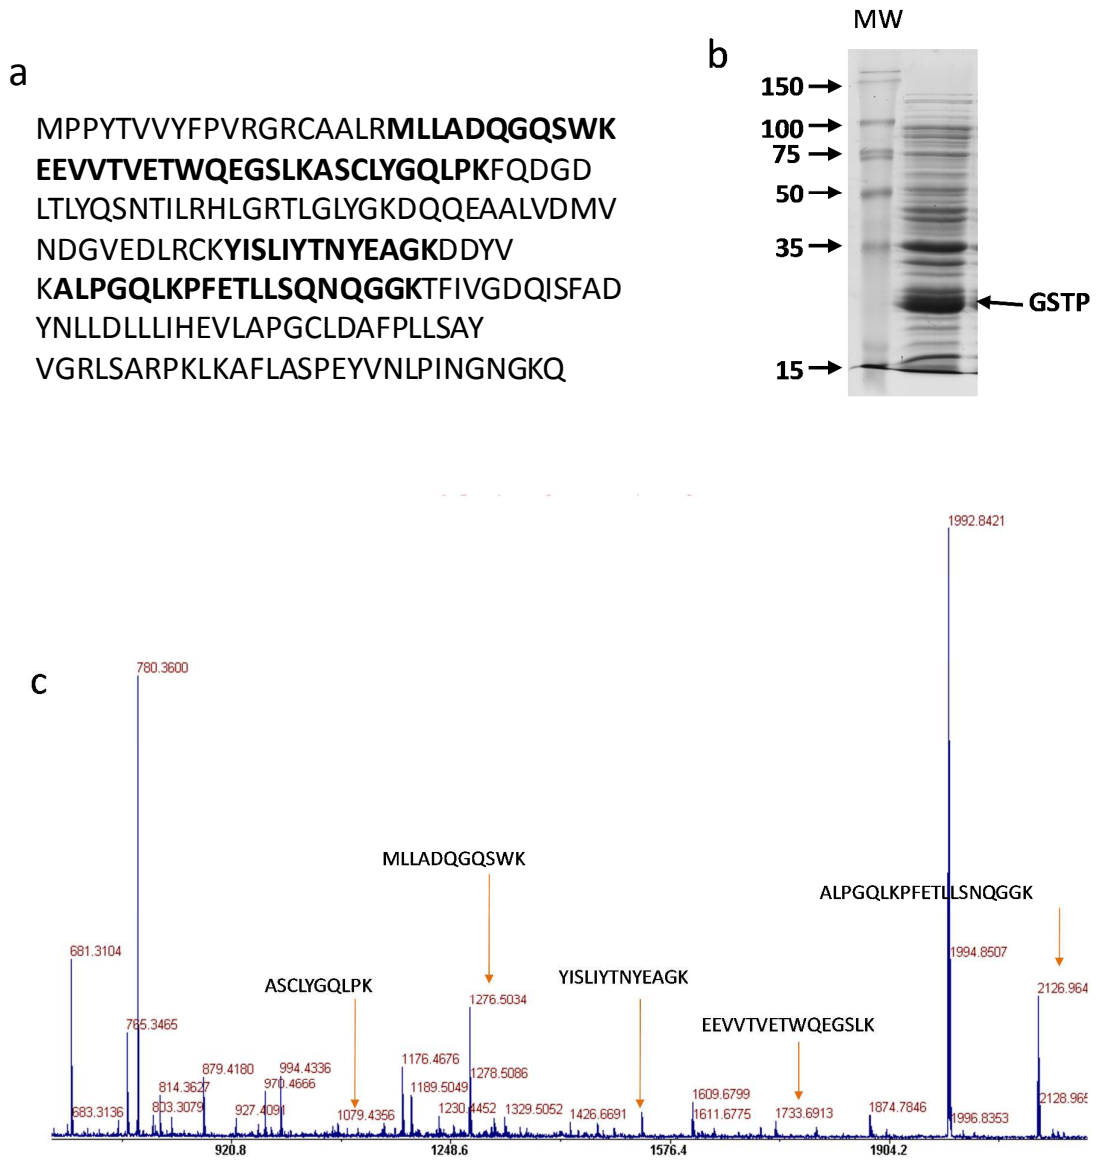 a
MPPYTVVYFPVRGRCAALRMLLADQGQSWK
EEVVTVETWQEGSLKASCLYGQLPKFQDGD
LTLYQSNTILRHLGRTLGLYGKDQQEAALVDMV
NDGVEDLRCKYISLIYTNYEAGKDDYV
KALPGQLKPFETLLSQNQGGKTFIVGDQISFAD
YNLLDLLLIHEVLAPGCLDAFPLLSAY
VGRLSARPKLKAFLASPEYVNLPINGNGKQ
MW
b
150
100
75
50
35
GSTP
15
c
1992.8421
780.3600
MLLADQGQSWK
ALPGQLKPFETLLSNQGGK
681.3104
1994.8507
ASCLYGQLPK
YISLIYTNYEAGK
2126.964
1276.5034
EEVVTVETWQEGSLK
765.3465
879.4180
994.4336
1176.4676
1278.5086
970.4666
814.3627
1189.5049
1609.6799
2128.965
683.3136
803.3079
927.4091
1079.4356
1230.4452
1329.5052
1426.6691
1611.6775
1733.6913
1874.7846
1996.8353
920.8
1248.6
1576.4
1904.2